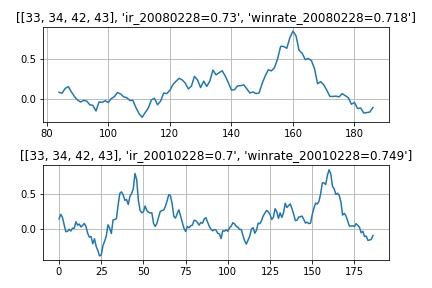 [[33, 34, 42, 43], 'ir_20080228=0.73', 'winrate_20080228=0.718']
0.5
0.0
80 100 120 140 160 180
[[33, 34, 42, 43], 'ir_20010228=0.7', 'winrate_20010228=0.749']
0.5
0.0
0 25 50 75 100 125 150 175